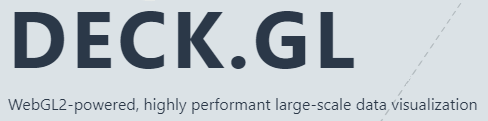 DECK.GL
WebGL2-powered, highly performant large-scale data visualization